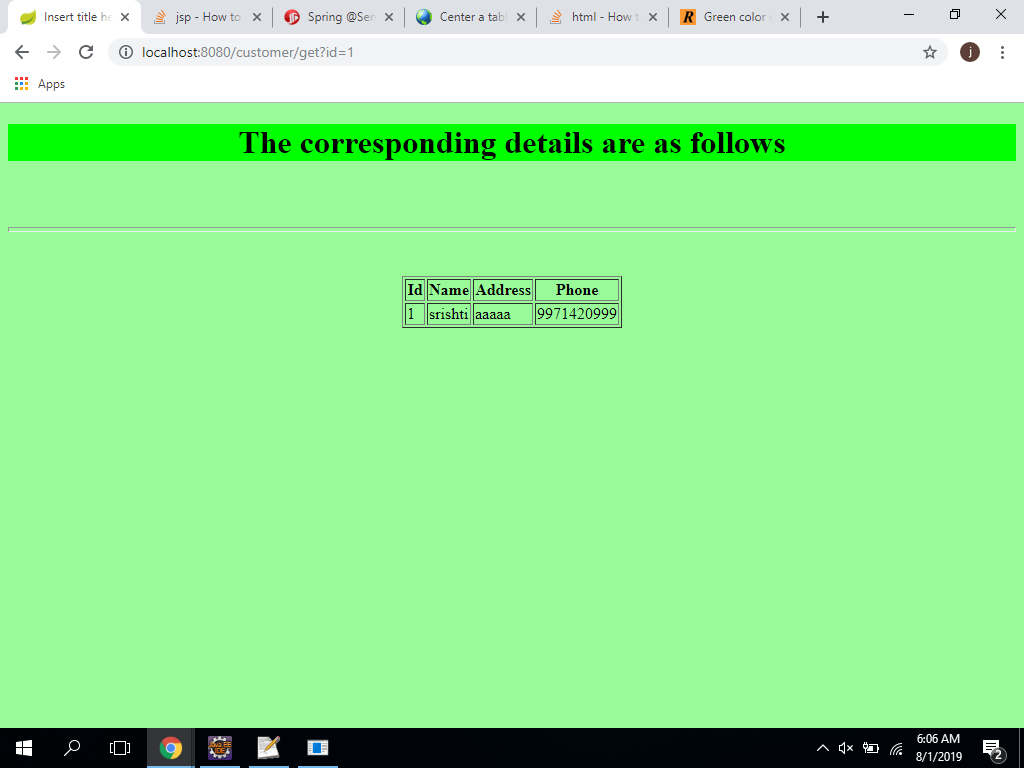 Insert title he
jsp - How to
Spring @Ser
Center a tabl
html - How t
Green color
localhost:8080/customer/get?id=1
j
Apps
The corresponding details are as follows
Id Name Address Phone
1 srishti aaaaa 9971420999
6:06 AM
8/1/2019
2